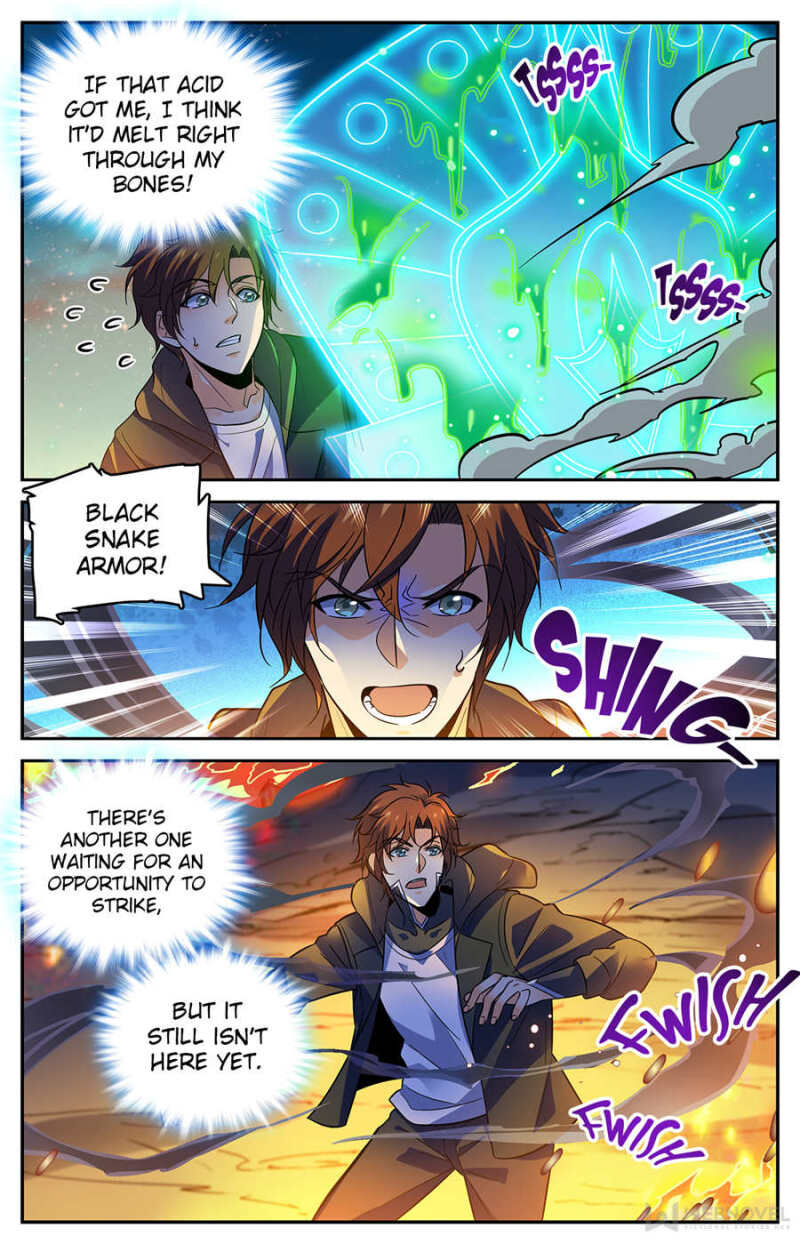 IF THAT ACID
GOT ME, I THINK
IT'D MELT RIGHT
THROUGH MY
BONES!
TSSSS-
TSSSS-
BLACK
SNAKE
ARMOR!
SHING-
THERE'S
ANOTHER ONE
WAITING FOR AN
OPPORTUNITY TO
STRIKE,
BUT IT
STILL ISN'T
HERE YET.
FWISH
FWISH
WEBNOVEL